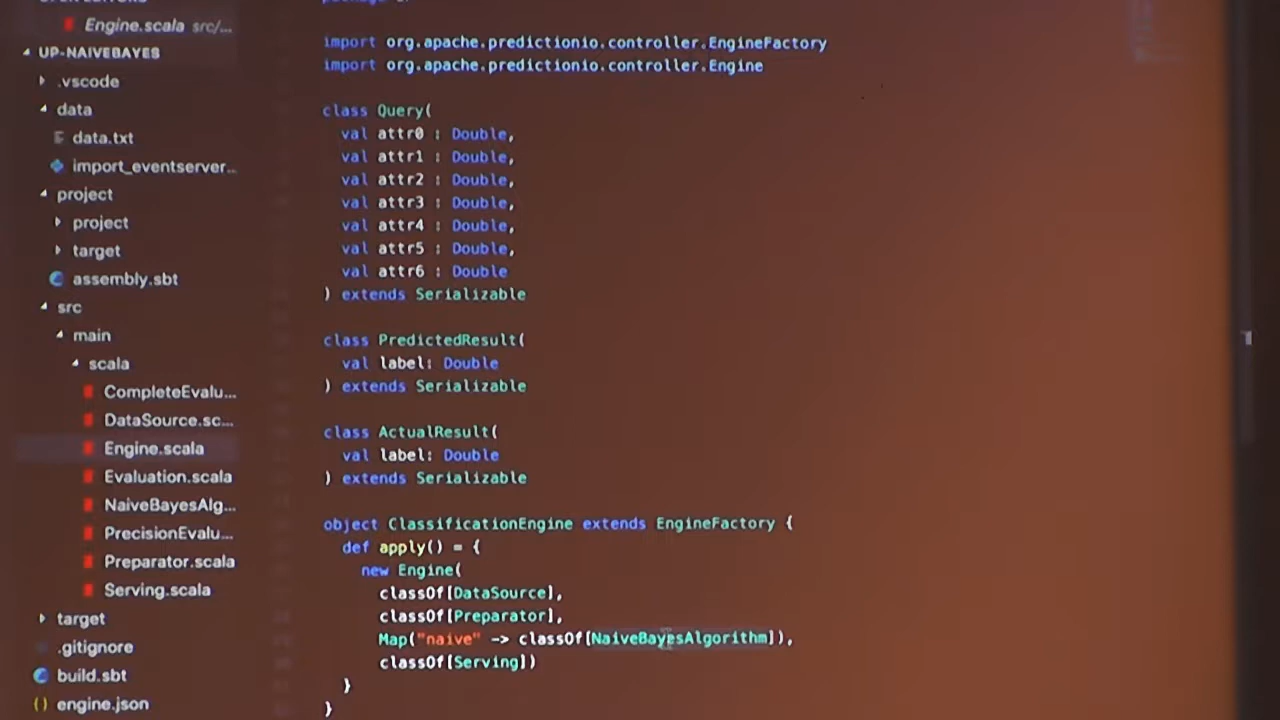 Engine.scala src/...
UP-NAIVEBAYES
.vscode
data
data.txt
import_eventserver...
project
project
target
assembly.sbt
src
main
scala
CompleteEvalu...
DataSource.sc...
Engine.scala
Evaluation.scala
NaiveBayesAlg...
PrecisionEvalu...
Preparator.scala
Serving.scala
target
.gitignore
build.sbt
{} engine.json
import org.apache.predictionio.controller.EngineFactory
import org.apache.predictionio.controller.Engine
class Query(
val attr0 : Double,
val attr1 : Double,
val attr2 : Double,
val attr3 : Double,
val attr4 : Double,
val attr5 : Double,
val attr6 : Double
) extends Serializable
class PredictedResult(
val label: Double
) extends Serializable
class ActualResult(
val label: Double
) extends Serializable
object ClassificationEngine extends EngineFactory {
def apply() = {
new Engine(
classOf[DataSource],
classOf[Preparator],
Map("naive" -> classOf[NaiveBayesAlgorithm]),
classOf[Serving])
}
}